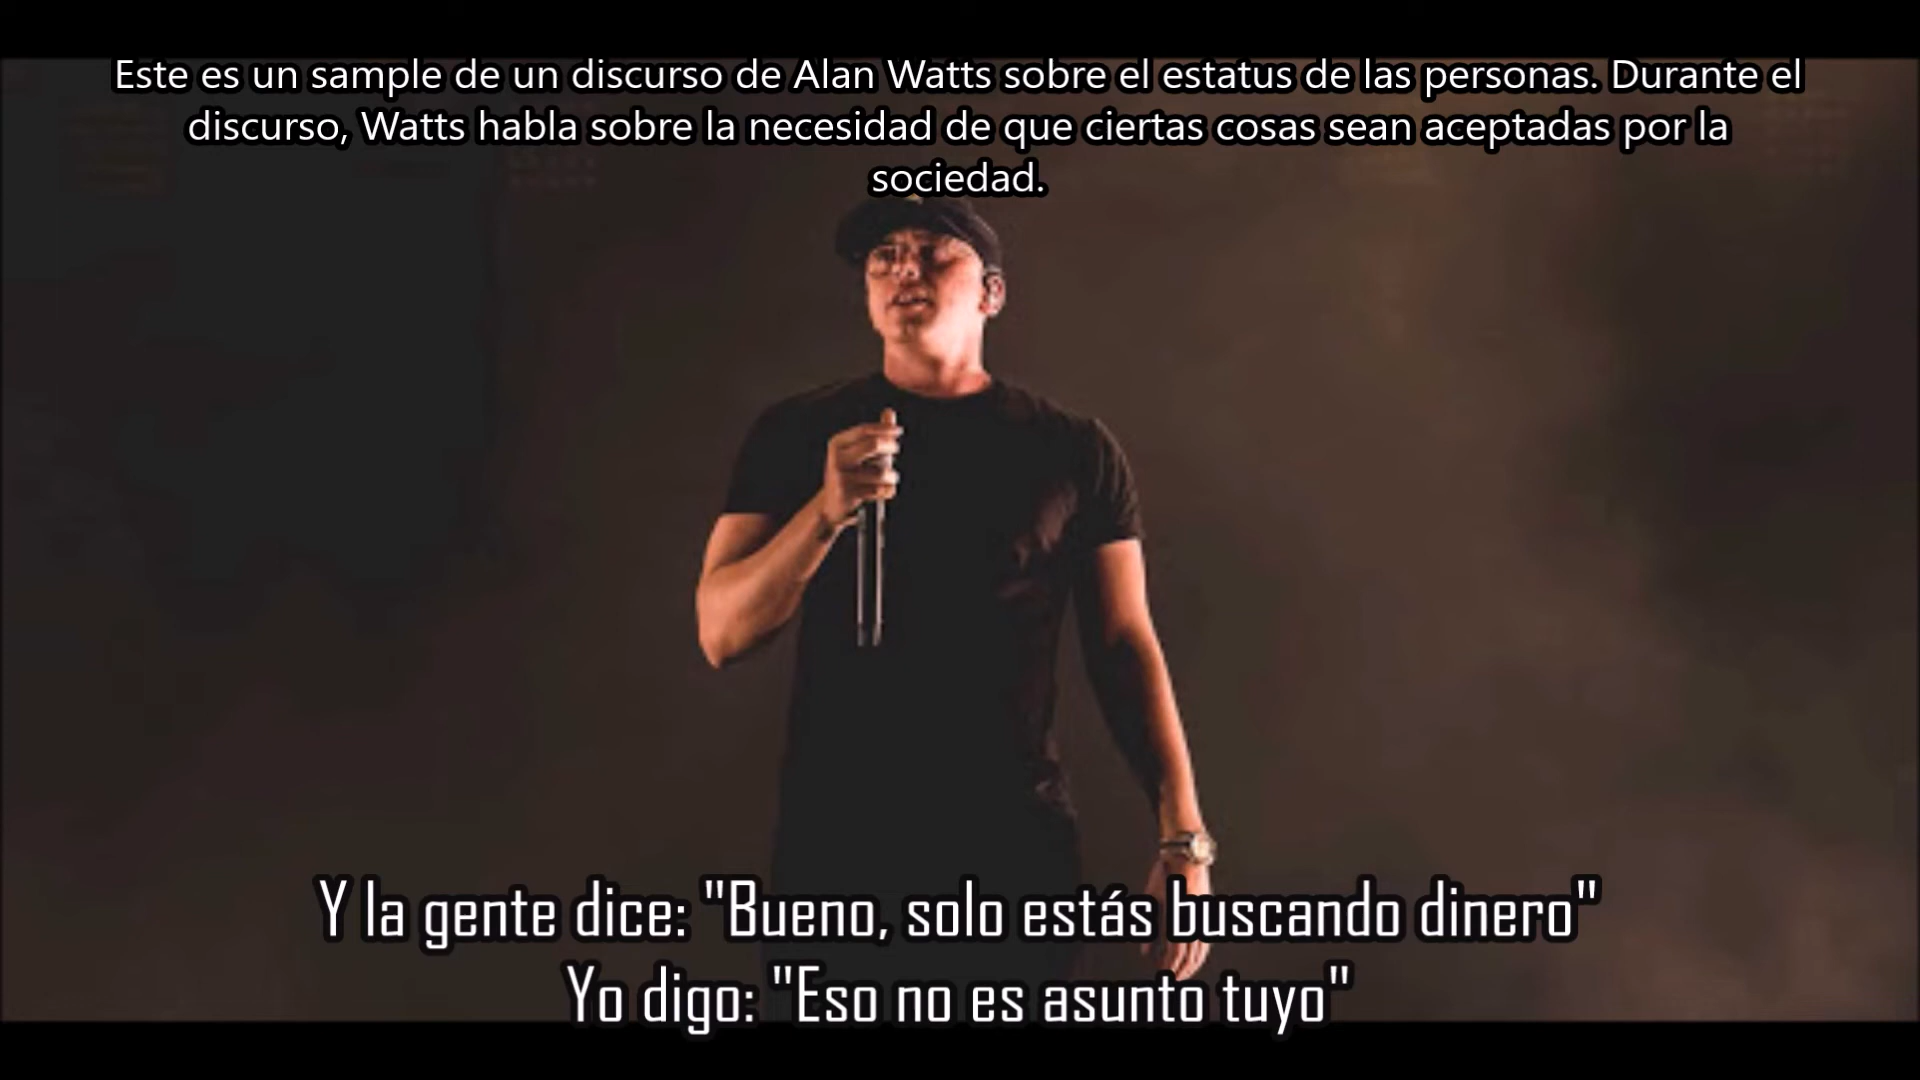 Este es un sample de un discurso de Alan Watts sobre el estatus de las personas. Durante el
discurso, Watts habla sobre la necesidad de que ciertas cosas sean aceptadas por la
sociedad.
Y la gente dice: "Bueno, solo estás buscando dinero"
Yo digo: "Eso no es asunto tuyo"